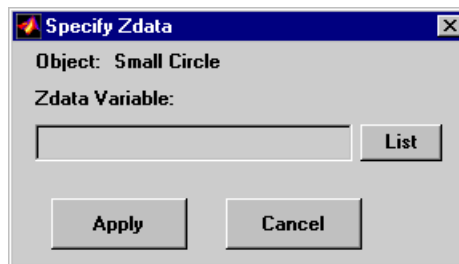 Specify Zdata
Object: Small Circle
Zdata Variable:
List
Apply Cancel